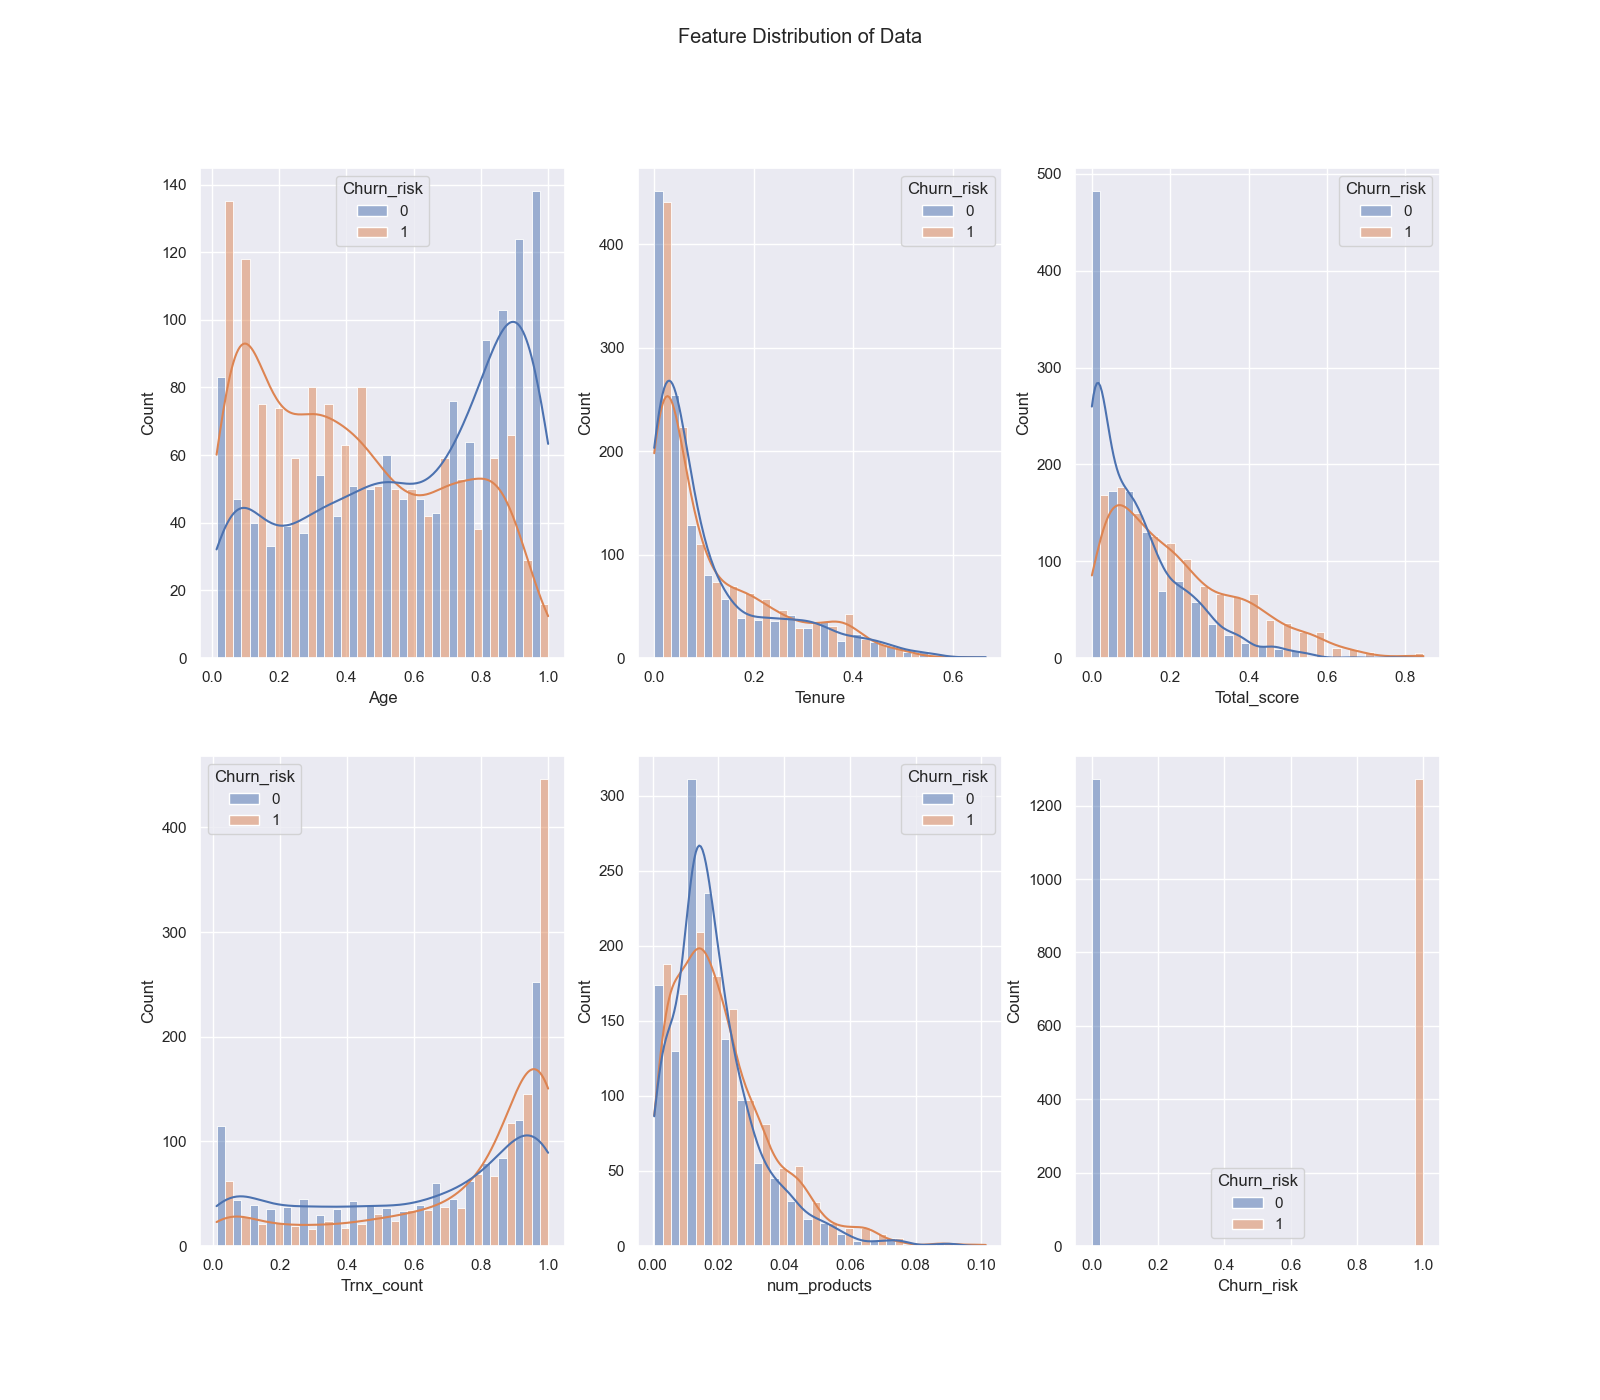 Feature Distribution of Data
Count
140
120
100
80
60
40
20
0
0.0 0.2 0.4 0.6 0.8 1.0
Age
Churn_risk
0
1
Count
400
300
200
100
0
0.0 0.2 0.4 0.6
Tenure
Churn_risk
0
1
Count
500
400
300
200
100
0
0.0 0.2 0.4 0.6 0.8
Total_score
Churn_risk
0
1
Count
400
300
200
100
0
0.0 0.2 0.4 0.6 0.8 1.0
Trnx_count
Churn_risk
0
1
Count
300
250
200
150
100
50
0
0.00 0.02 0.04 0.06 0.08 0.10
num_products
Churn_risk
0
1
Count
1200
1000
800
600
400
200
0
0.0 0.2 0.4 0.6 0.8 1.0
Churn_risk
Churn_risk
0
1